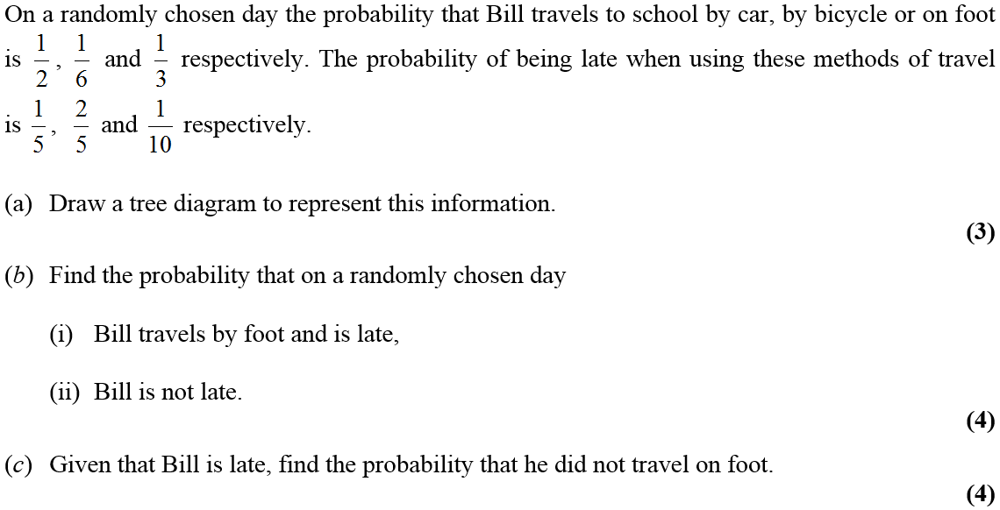 On a randomly chosen day the probability that Bill travels to school by car, by bicycle or on foot
is 1/2, 1/6 and 1/3 respectively. The probability of being late when using these methods of travel
is 1/5, 2/5 and 1/10 respectively.
(a) Draw a tree diagram to represent this information.
(3)
(b) Find the probability that on a randomly chosen day
(i) Bill travels by foot and is late,
(ii) Bill is not late.
(4)
(c) Given that Bill is late, find the probability that he did not travel on foot.
(4)